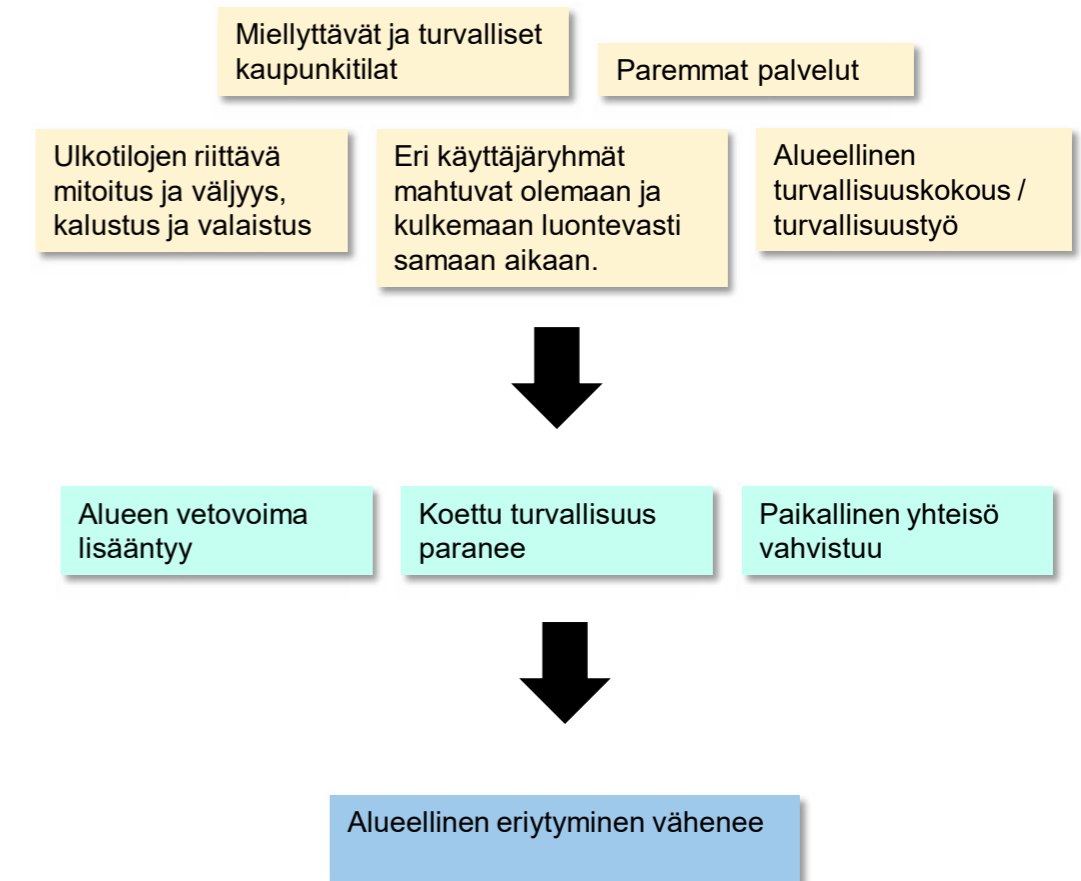 Miellyttävät ja turvalliset
kaupunkitilat
Paremmat palvelut
Ulkotilojen riittävä
mitoitus ja väljyys,
kalustus ja valaistus
Eri käyttäjäryhmät
mahtuvat olemaan ja
kulkemaan luontevasti
samaan aikaan.
Alueellinen
turvallisuuskokous /
turvallisuustyö
Alueen vetovoima
lisääntyy
Koettu turvallisuus
paranee
Paikallinen yhteisö
vahvistuu
Alueellinen eriytyminen vähenee